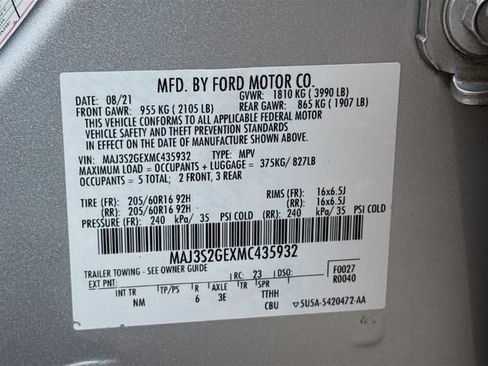 MFD. BY FORD MOTOR CO.
DATE: 08/21 GVWR: 1810 KG ( 3990 LB)
FRONT GAWR: 955 KG ( 2105 LB) REAR GAWR: 865 KG ( 1907 LB)
THIS VEHICLE CONFORMS TO ALL APPLICABLE FEDERAL MOTOR
VEHICLE SAFETY AND THEFT PREVENTION STANDARDS
IN EFFECT ON THE DATE OF MANUFACTURE SHOWN ABOVE.
VIN: MAJ3S2GEXMC435932 TYPE: MPV
MAXIMUM LOAD = OCCUPANTS + LUGGAGE = 375KG/ 827LB
OCCUPANTS = 5 TOTAL; 2 FRONT, 3 REAR
TIRE (FR): 205/60R16 92H RIMS (FR): 16x6.5J
(RR): 205/60R16 92H (RR): 16x6.5J
PRESSURE (FR): 240 kPa/ 35 PSI COLD (RR): 240 kPa/ 35 PSI COLD
MAJ3S2GEXMC435932
TRAILER TOWING - SEE OWNER GUIDE
EXT PNT: RC: 23 DSO: F0027
INT TR TP/PS R AXLE TR SPR R0040
NM 6 3E TTHH
CBU 5U5A-5420472-AA